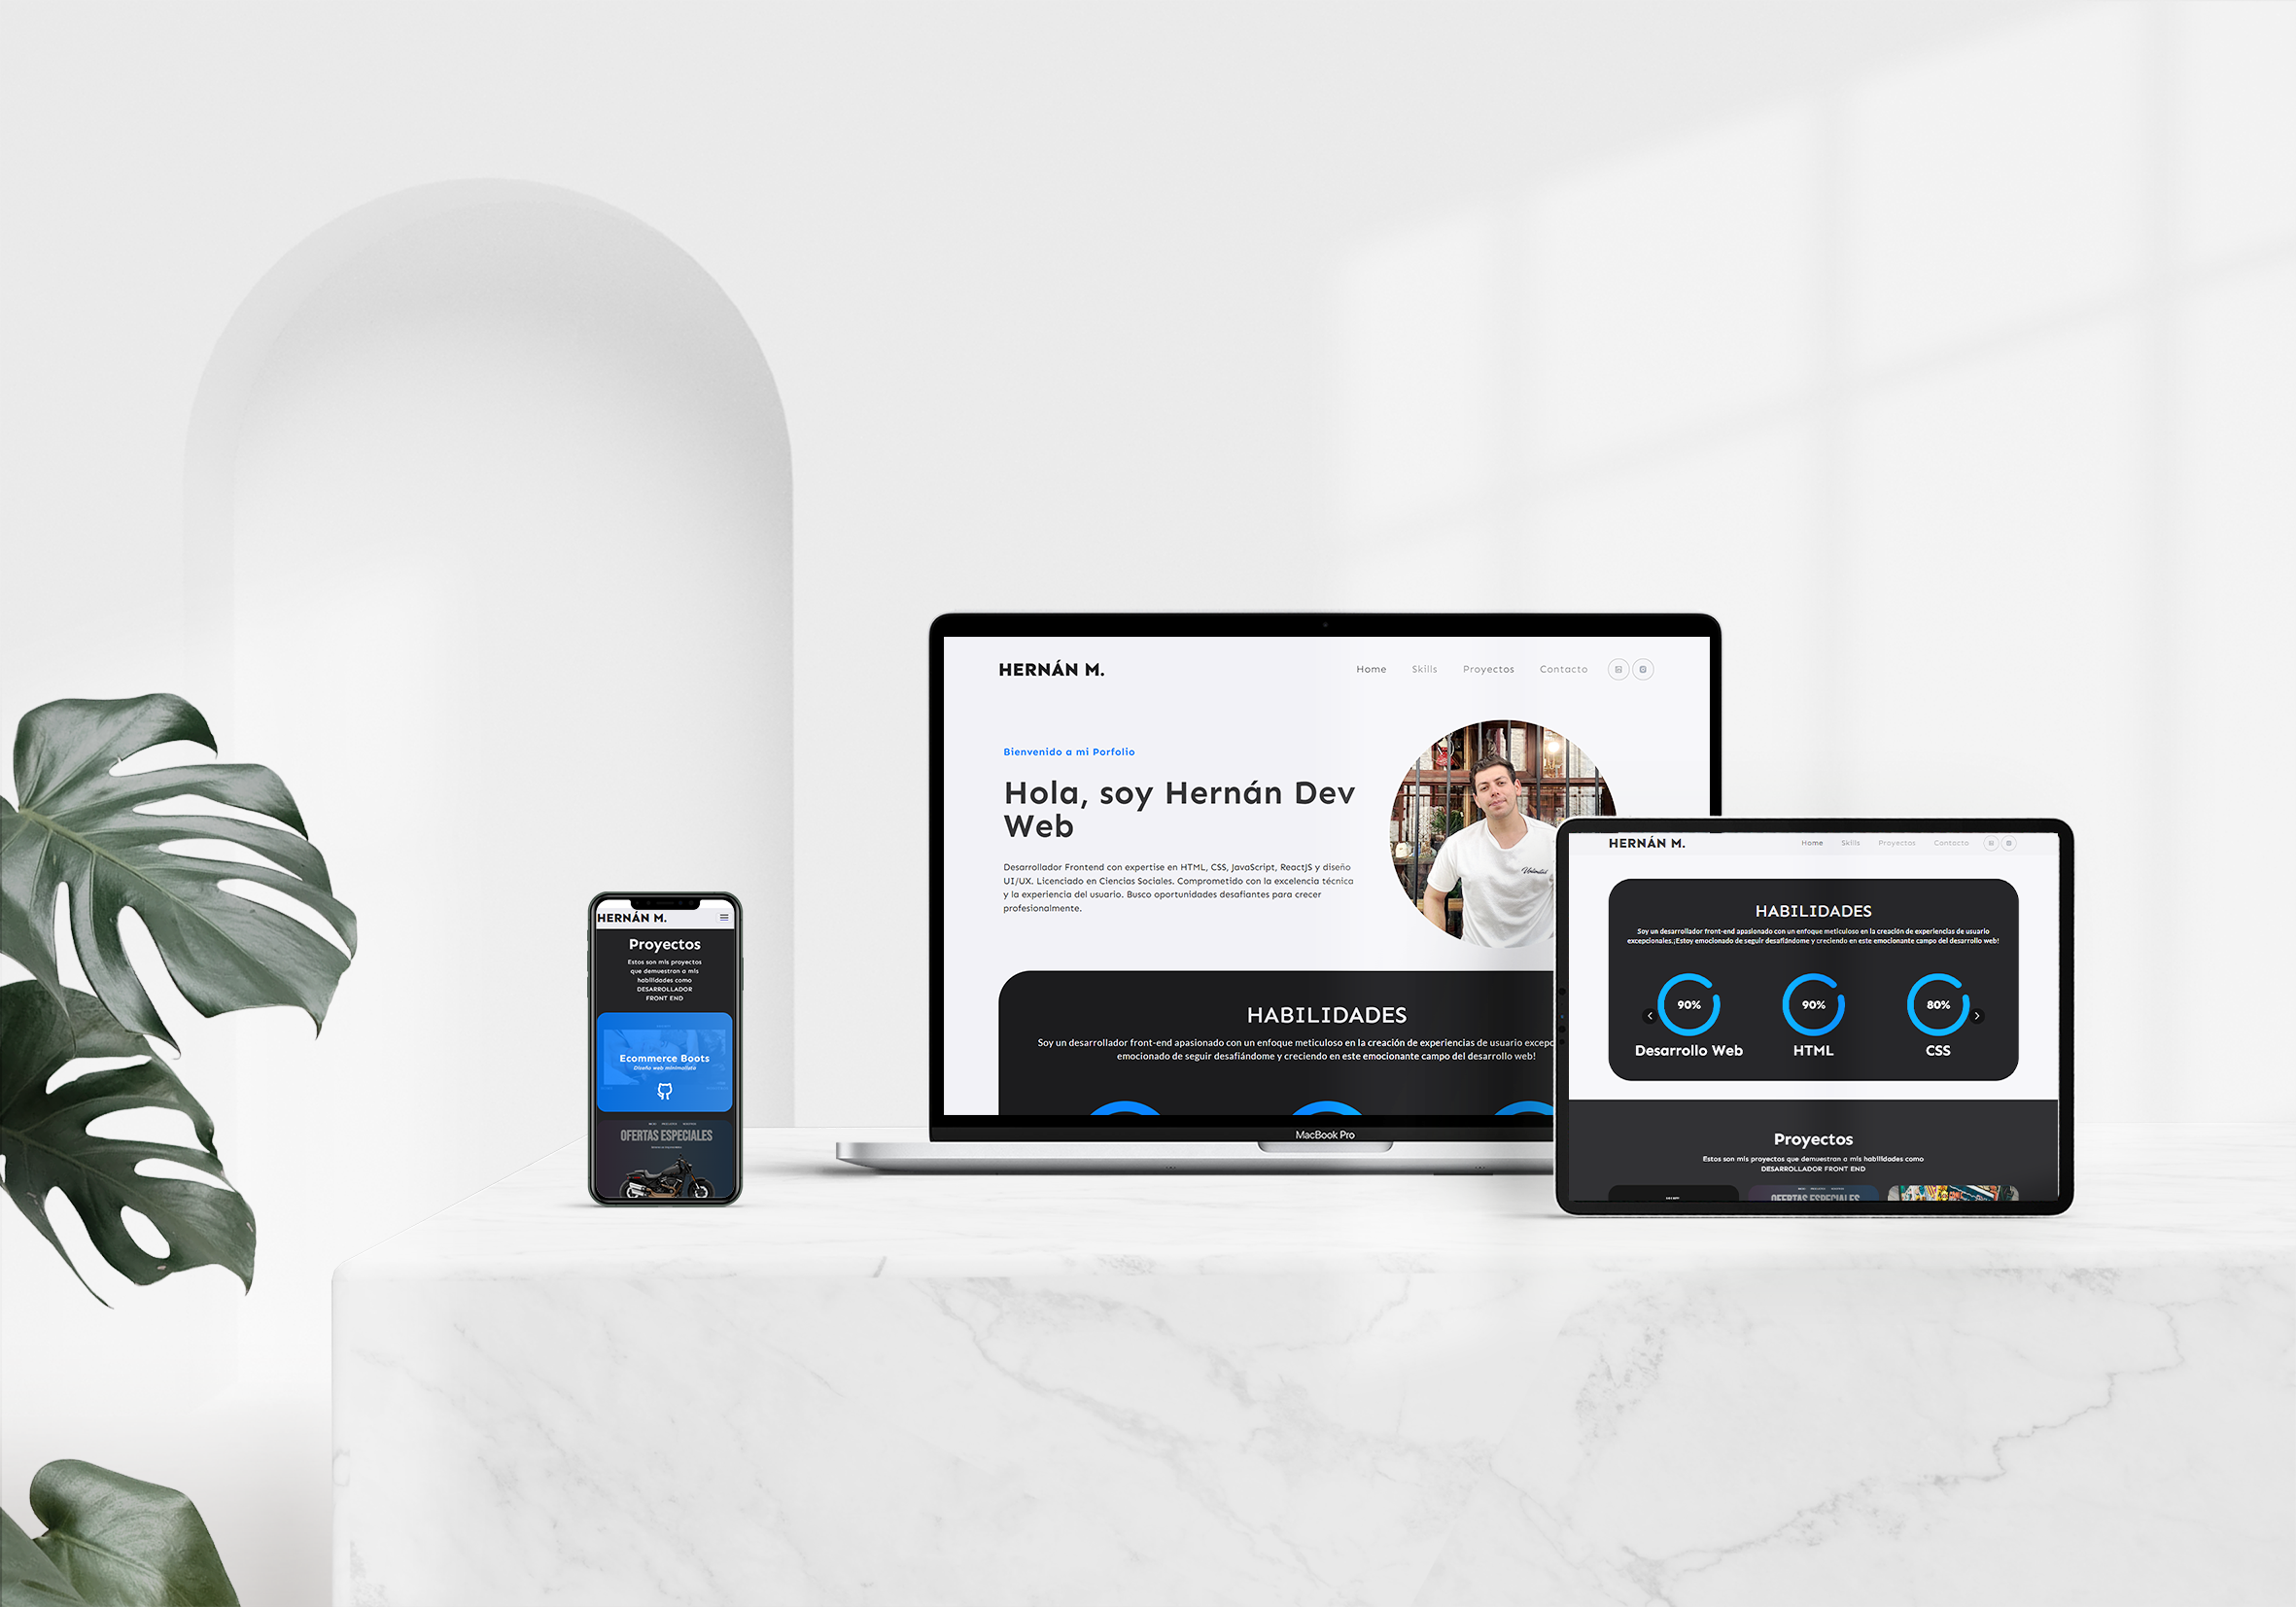 HERNÁN M.
Home Skills Proyectos Contacto
Bienvenido a mi Porfolio
Hola, soy Hernán Dev
Web
Desarrollador Frontend con expertise en HTML, CSS, JavaScript, ReactJS y diseño
UI/UX. Licenciado en Ciencias Sociales. Comprometido con la excelencia técnica
y la experiencia del usuario. Busco oportunidades desafiantes para crecer
profesionalmente.
HABILIDADES
Soy un desarrollador front-end apasionado con un enfoque meticuloso en la creación de experiencias de usuario excepc
emocionado de seguir desafiándome y creciendo en este emocionante campo del desarrollo web!
MacBook Pro
HERNÁN M.
Proyectos
Estos son mis proyectos
que demuestran a mis
habilidades como
DESARROLLADOR
FRONT END
Ecommerce Boots
Diseño web minimalista
OFERTAS ESPECIALES
HERNÁN M.
Home Skills Proyectos Contacto
HABILIDADES
Soy un desarrollador front-end apasionado con un enfoque meticuloso en la creación de experiencias de usuario
excepcionales.¡Estoy emocionado de seguir desafiándome y creciendo en este emocionante campo del desarrollo web!
90% 90% 80%
Desarrollo Web HTML CSS
Proyectos
Estos son mis proyectos que demuestran a mis habilidades como
DESARROLLADOR FRONT END
OFERTAS ESPECIALES